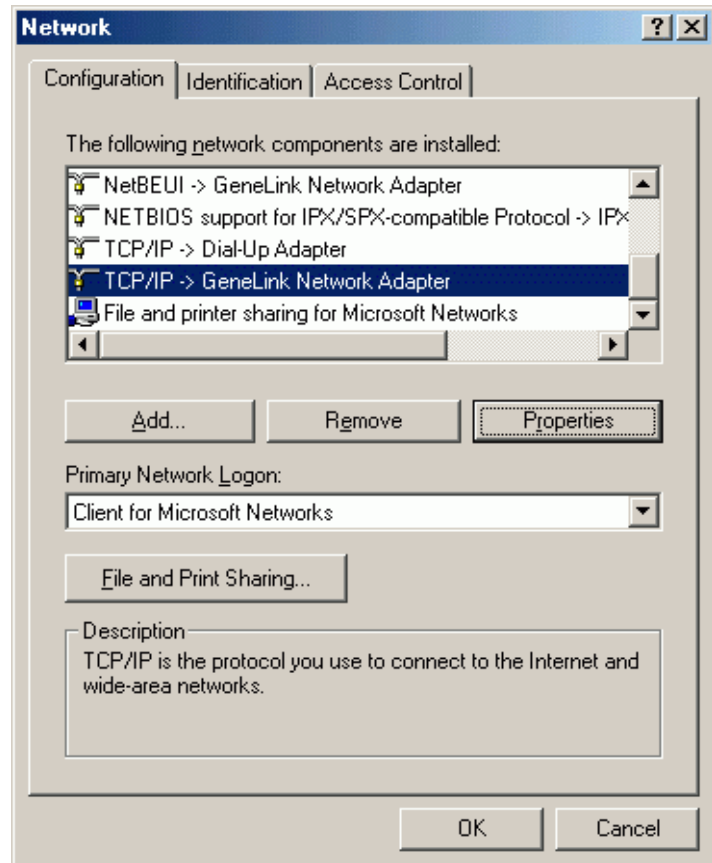 Network
Configuration Identification Access Control
The following network components are installed:
NetBEUI -> GeneLink Network Adapter
NETBIOS support for IPX/SPX-compatible Protocol -> IPX
TCP/IP -> Dial-Up Adapter
TCP/IP -> GeneLink Network Adapter
File and printer sharing for Microsoft Networks
Add... Remove Properties
Primary Network Logon:
Client for Microsoft Networks
File and Print Sharing...
Description
TCP/IP is the protocol you use to connect to the Internet and
wide-area networks.
OK Cancel